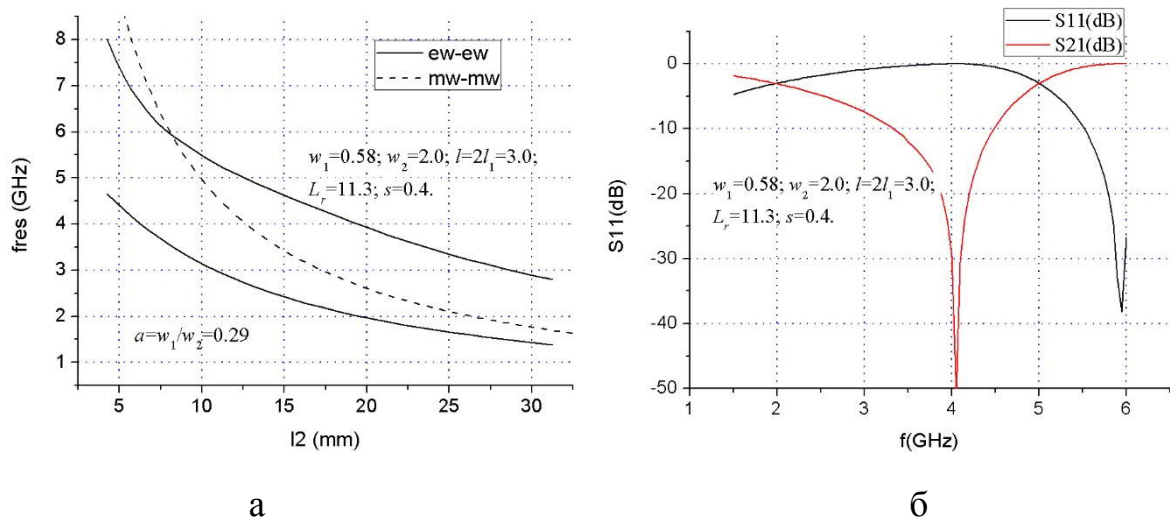 ew-ew
mw-mw
8
7
6
5
4
3
2
1
fres (GHz)
w₁=0.58; w₂=2.0; l=2l₁=3.0;
Lᵣ=11.3; s=0.4.
a=w₁/w₂=0.29
5 10 15 20 25 30
l2 (mm)
а
S11(dB)
S21(dB)
0
-10
-20
-30
-40
-50
S11(dB)
w₁=0.58; w₂=2.0; l=2l₁=3.0;
Lᵣ=11.3; s=0.4.
1 2 3 4 5 6
f(GHz)
б